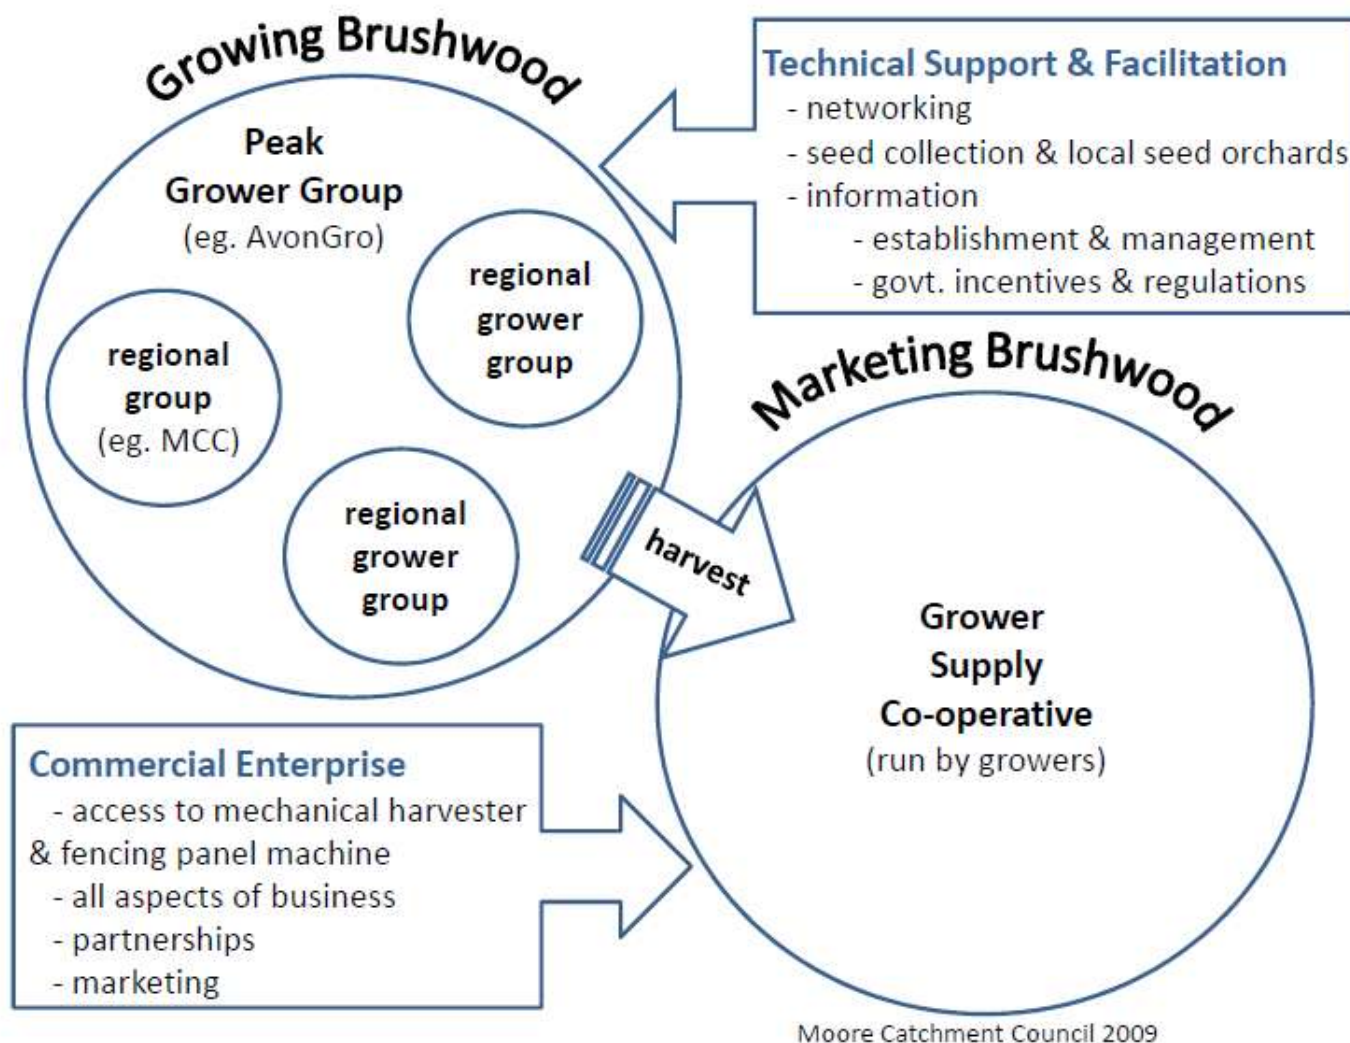 Growing Brushwood
Peak
Grower Group
(eg. AvonGro)
regional
grower
group
regional
group
(eg. MCC)
regional
grower
group
Technical Support & Facilitation
- networking
- seed collection & local seed orchards
- information
- establishment & management
- govt. incentives & regulations
Marketing Brushwood
harvest
Grower
Supply
Co-operative
(run by growers)
Commercial Enterprise
- access to mechanical harvester
& fencing panel machine
- all aspects of business
- partnerships
- marketing
Moore Catchment Council 2009